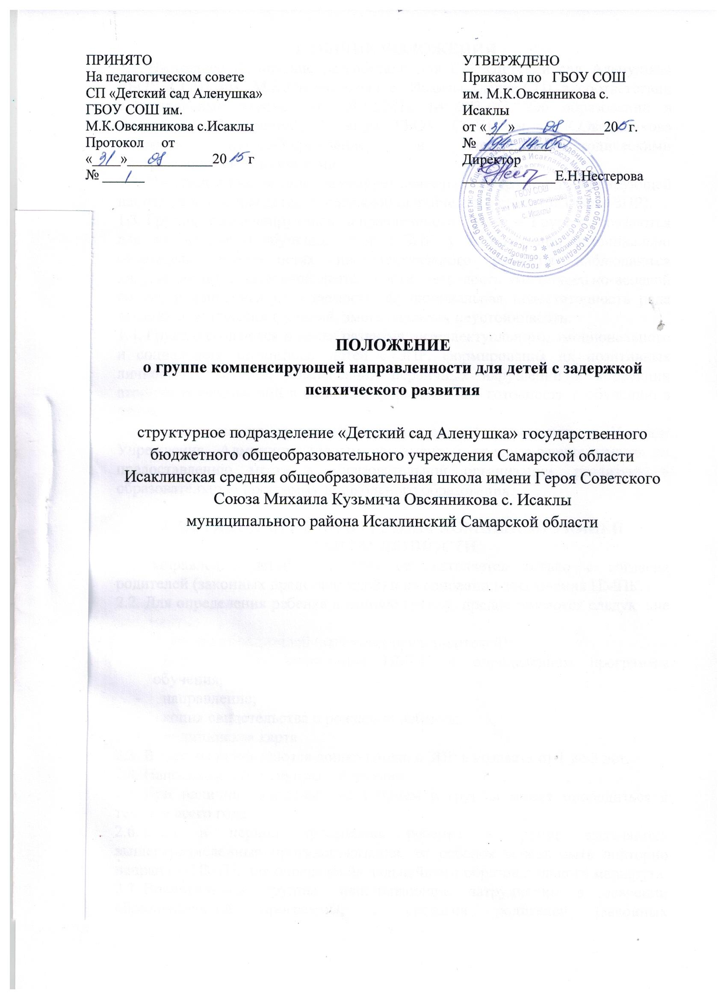 ПРИНЯТО
На педагогическом совете
СП «Детский сад Аленушка»
ГБОУ СОШ им.
М.К.Овсянникова с.Исаклы
Протокол от
«31» 08 2015 г
№ 1
УТВЕРЖДЕНО
Приказом по ГБОУ СОШ
им. М.К.Овсянникова с.
Исаклы
от «31» 08 2015г.
№ 194-14-ОД
Директор
Е.Н.Нестерова
ГБОУ СОШ
им. М. К. Овсянникова
с. Исаклы
ПОЛОЖЕНИЕ
о группе компенсирующей направленности для детей с задержкой
психического развития
структурное подразделение «Детский сад Аленушка» государственного
бюджетного общеобразовательного учреждения Самарской области
Исаклинская средняя общеобразовательная школа имени Героя Советского
Союза Михаила Кузьмича Овсянникова с. Исаклы
муниципального района Исаклинский Самарской области